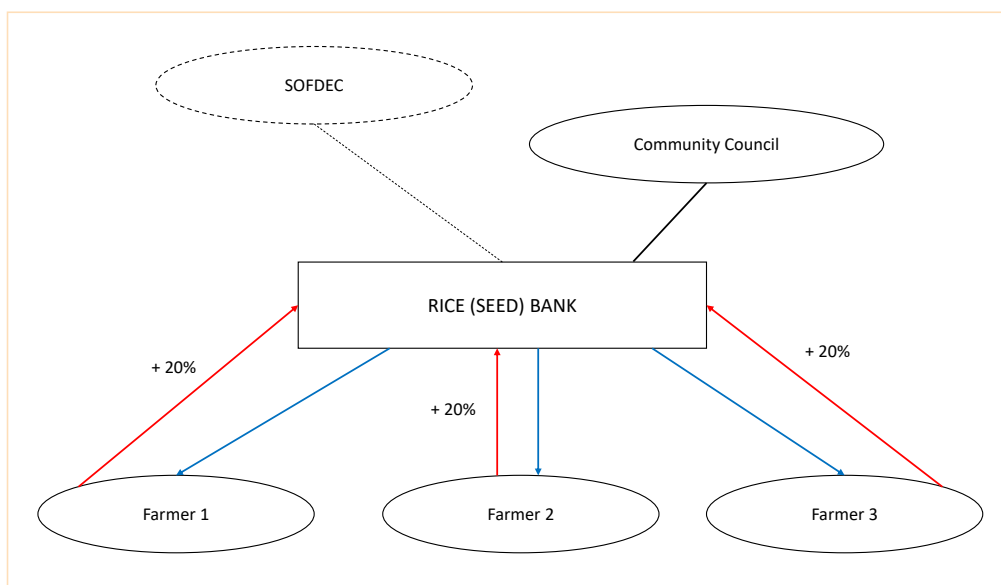 SOFDEC
Community Council
RICE (SEED) BANK
+ 20%
+ 20%
+ 20%
Farmer 1
Farmer 2
Farmer 3